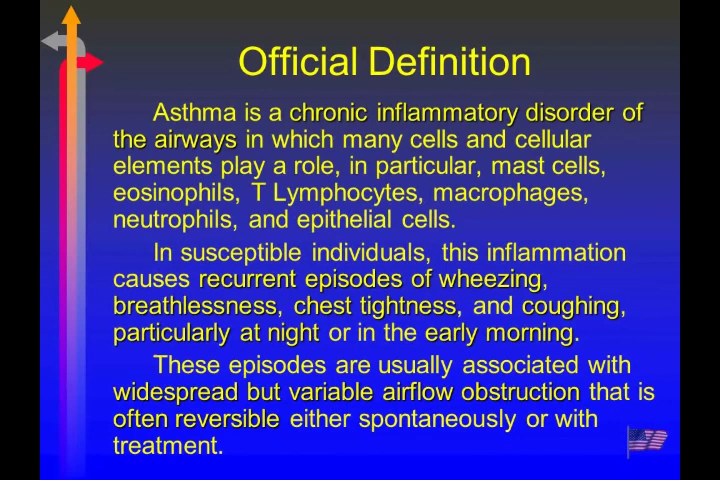 Official Definition
Asthma is a chronic inflammatory disorder of
the airways in which many cells and cellular
elements play a role, in particular, mast cells,
eosinophils, T Lymphocytes, macrophages,
neutrophils, and epithelial cells.
In susceptible individuals, this inflammation
causes recurrent episodes of wheezing,
breathlessness, chest tightness, and coughing,
particularly at night or in the early morning.
These episodes are usually associated with
widespread but variable airflow obstruction that is
often reversible either spontaneously or with
treatment.